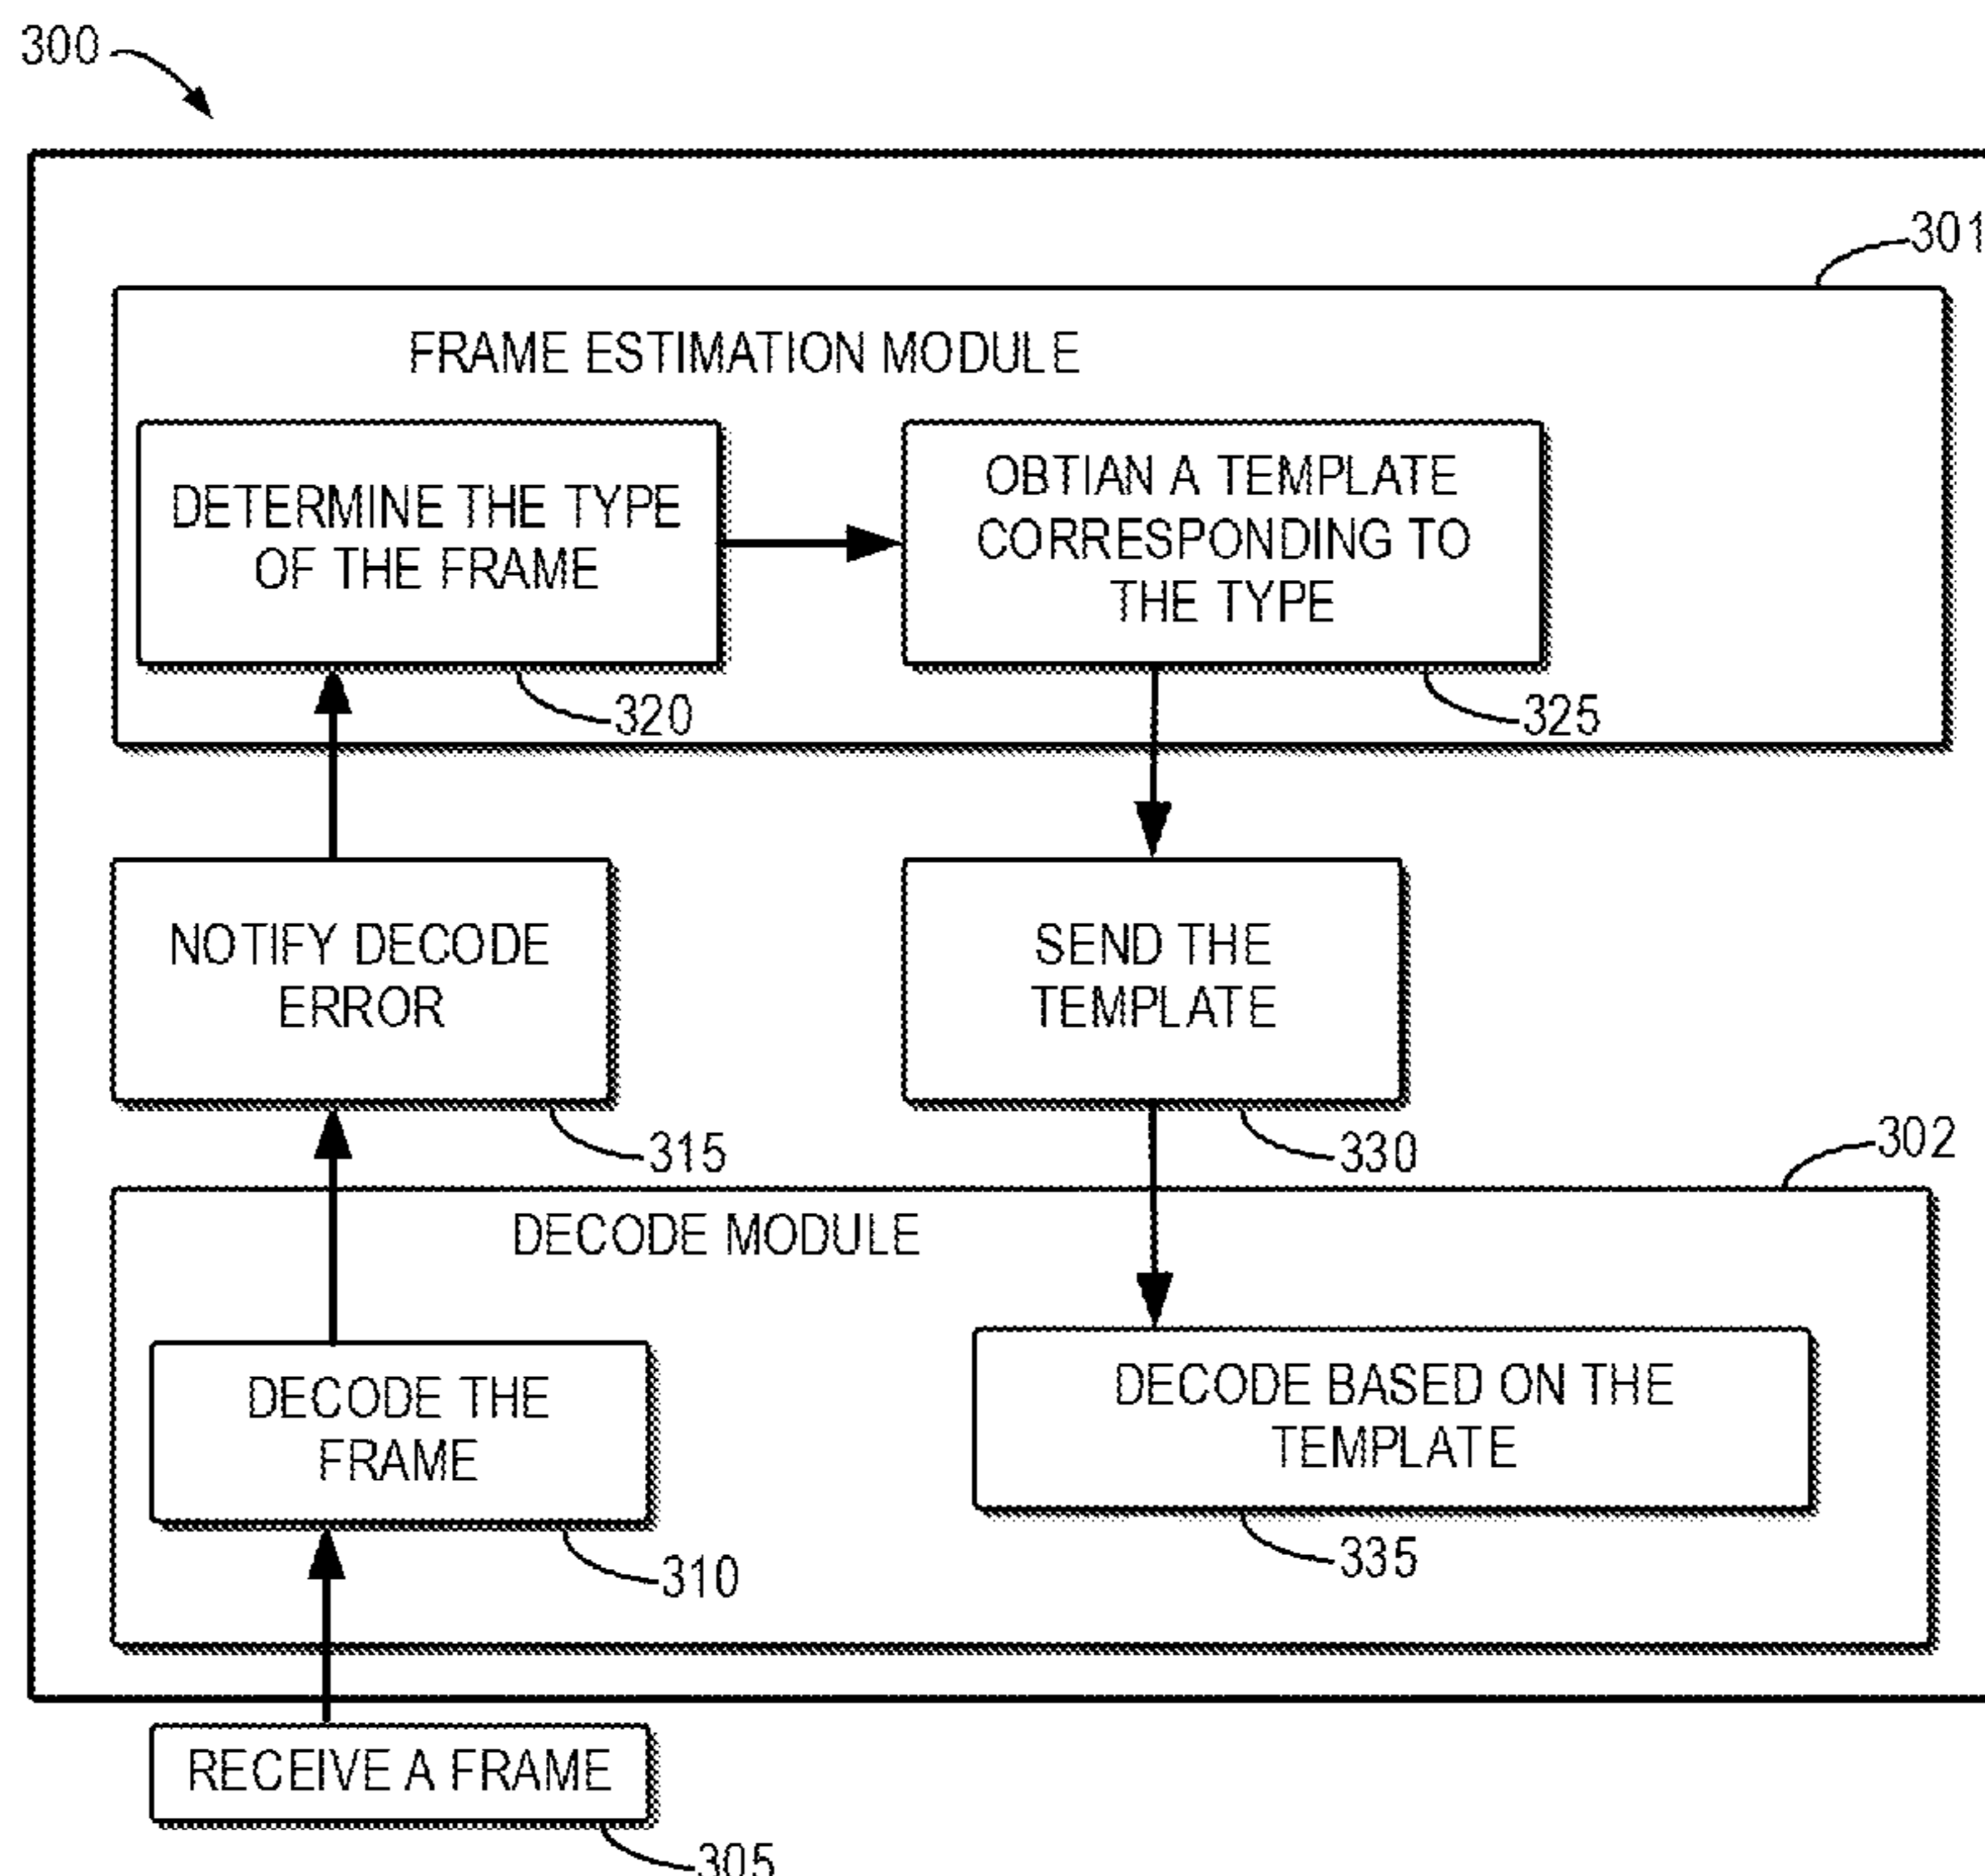 300
301
FRAME ESTIMATION MODULE
DETERMINE THE TYPE
OF THE FRAME
320
OBTIAN A TEMPLATE
CORRESPONDING TO
THE TYPE
325
NOTIFY DECODE
ERROR
315
SEND THE
TEMPLATE
330
302
DECODE MODULE
DECODE THE
FRAME
310
DECODE BASED ON THE
TEMPLATE
335
RECEIVE A FRAME
305